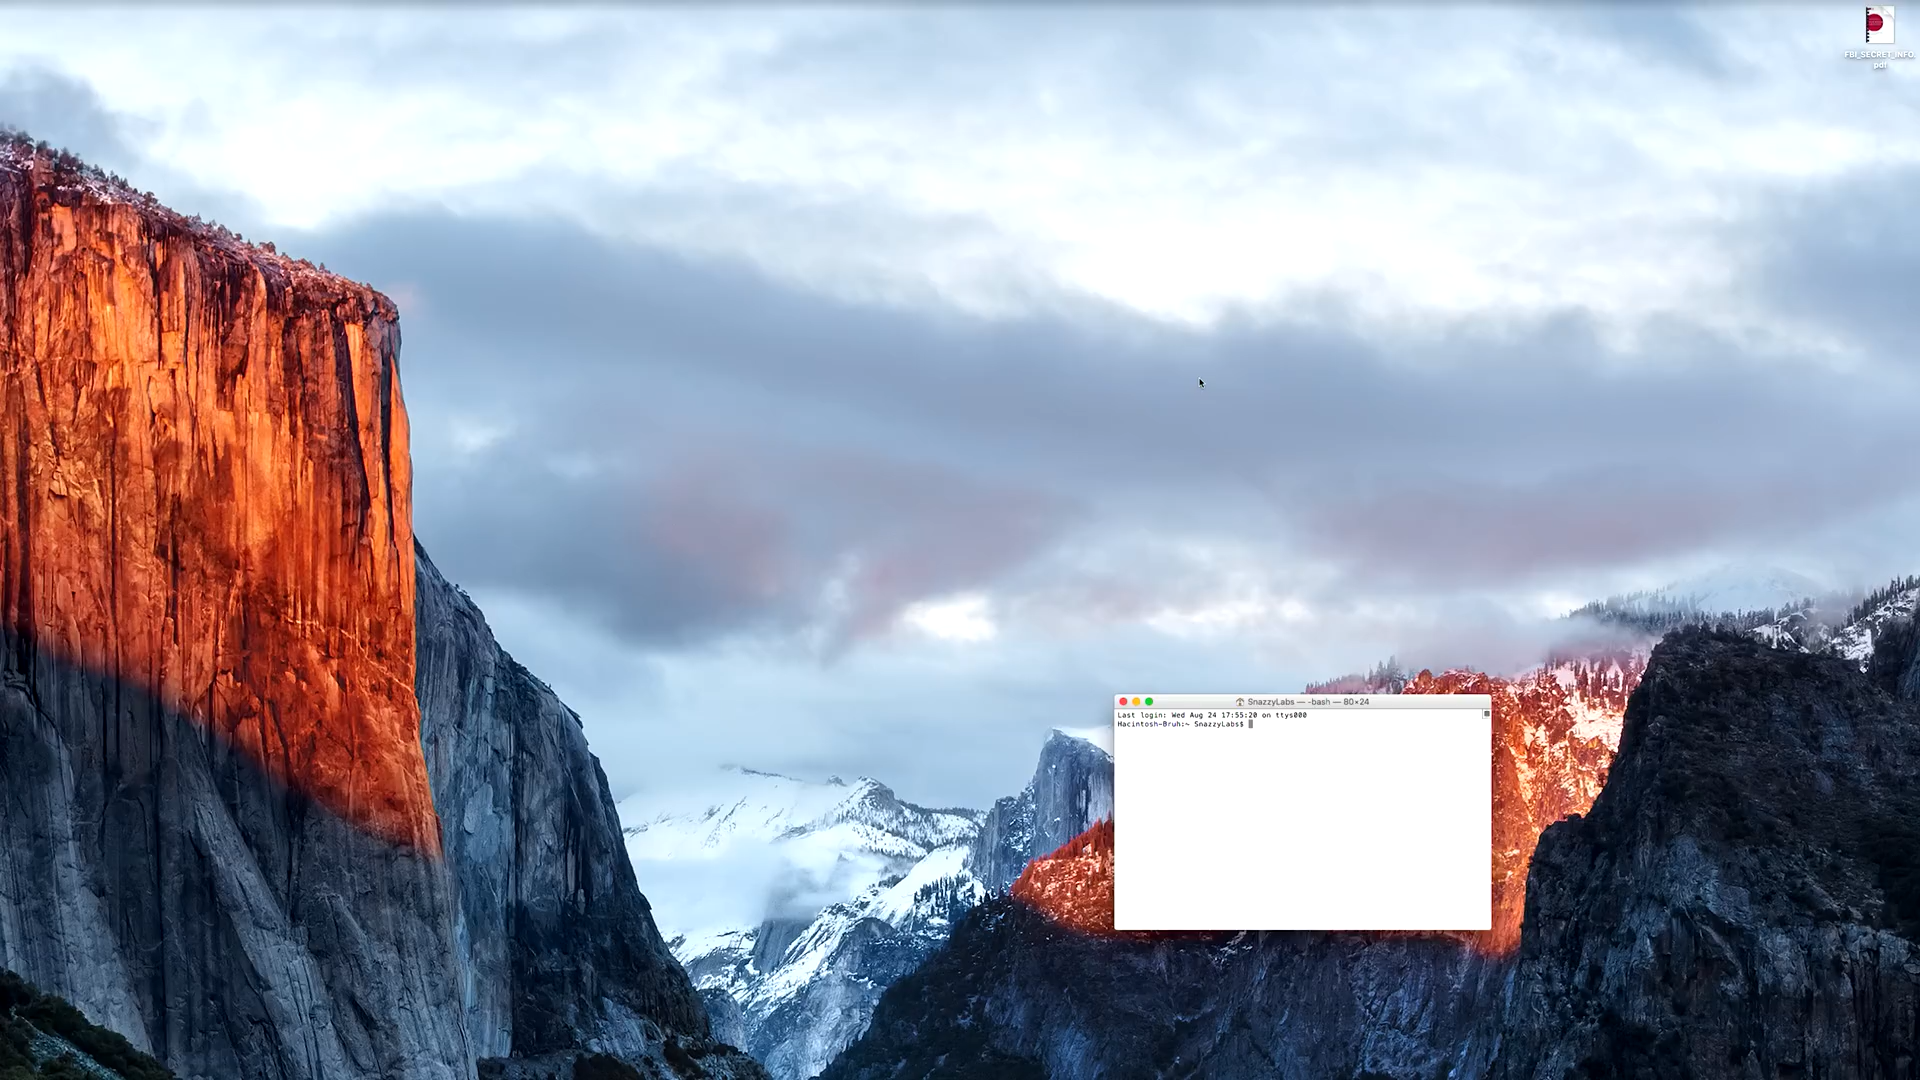 FBI_SECRET_INFO.
pdf
SnazzyLabs — -bash — 80×24
Last login: Wed Aug 24 17:55:20 on ttys000
Hacintosh-Bruh:~ SnazzyLabs$